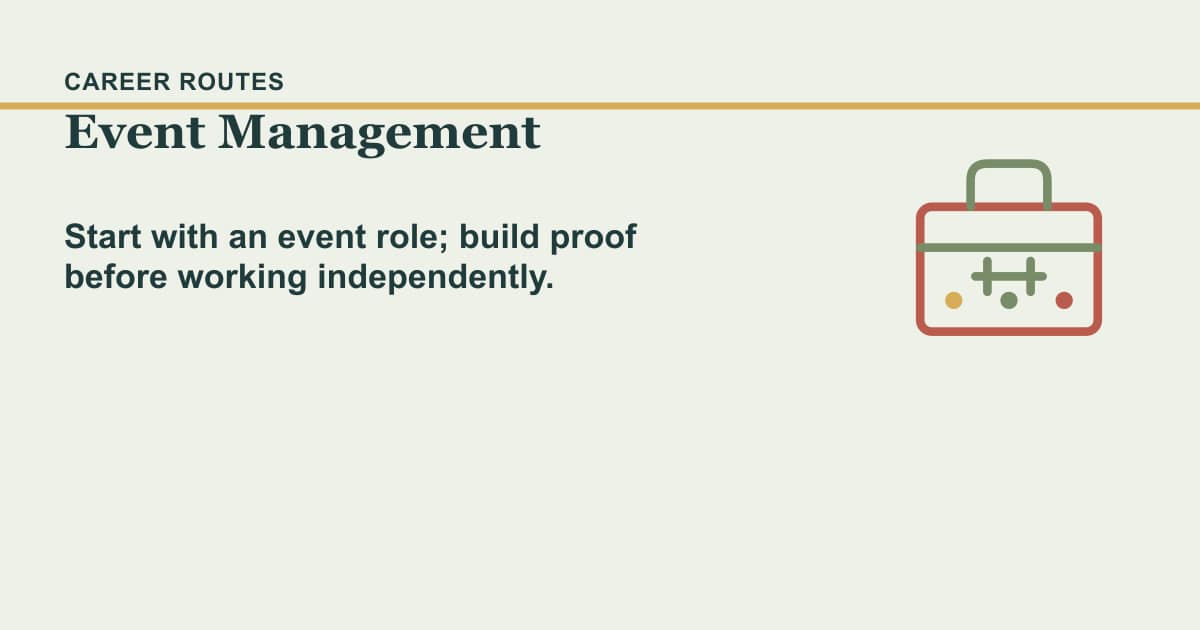 CAREER ROUTES
Event Management
Start with an event role; build proof
before working independently.